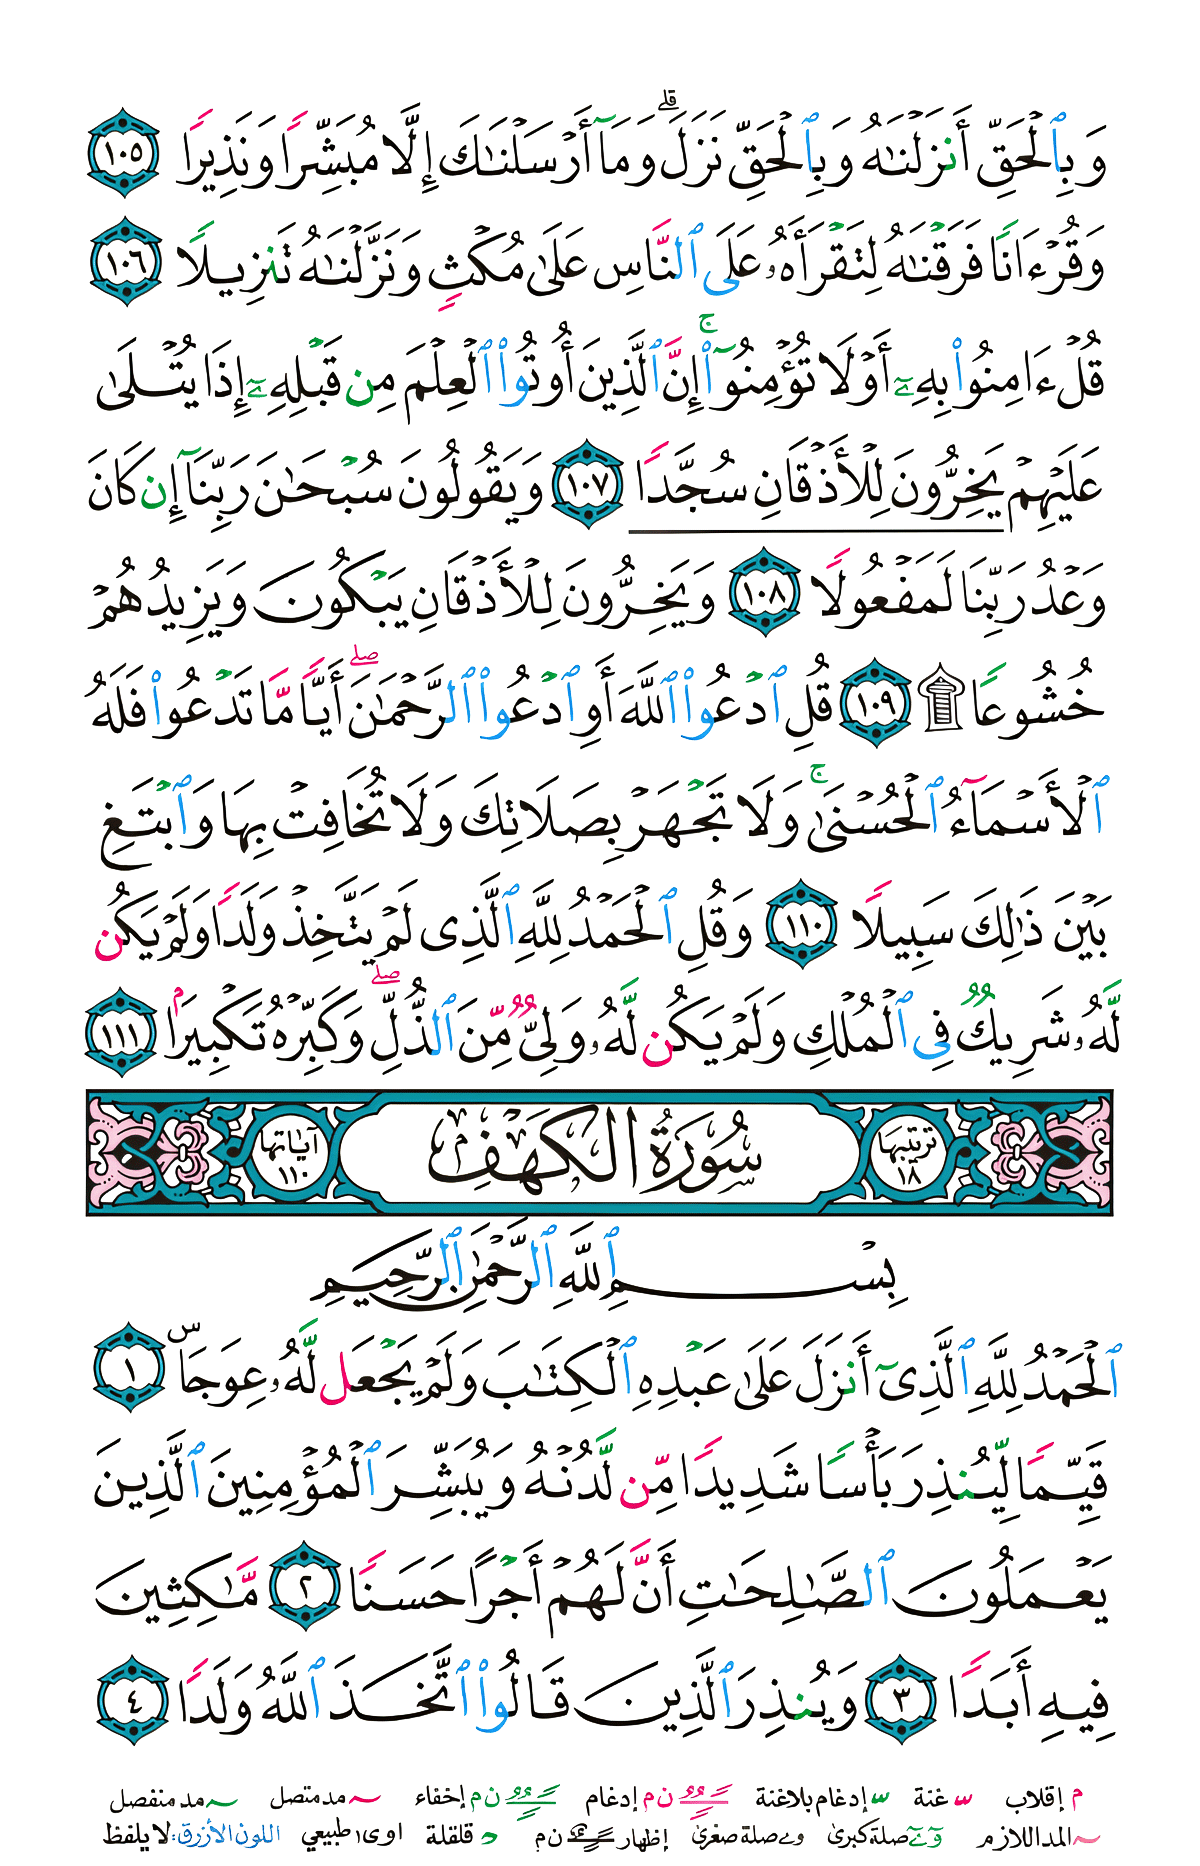 وَبِٱلْحَقِّ أَنزَلْنَـٰهُ وَبِٱلْحَقِّ نَزَلَ ۗ وَمَآ أَرْسَلْنَـٰكَ إِلَّا مُبَشِّرًا وَنَذِيرًا ١٠٥
وَقُرْءَانًا فَرَقْنَـٰهُ لِتَقْرَأَهُۥ عَلَى ٱلنَّاسِ عَلَىٰ مُكْثٍ وَنَزَّلْنَـٰهُ تَنزِيلًا ١٠٦
قُلْ ءَامِنُوا۟ بِهِۦٓ أَوْ لَا تُؤْمِنُوٓا۟ ۚ إِنَّ ٱلَّذِينَ أُوتُوا۟ ٱلْعِلْمَ مِن قَبْلِهِۦٓ إِذَا يُتْلَىٰ
عَلَيْهِمْ يَخِرُّونَ لِلْأَذْقَانِ سُجَّدًا ١٠٧ وَيَقُولُونَ سُبْحَـٰنَ رَبِّنَآ إِن كَانَ
وَعْدُ رَبِّنَا لَمَفْعُولًا ١٠٨ وَيَخِرُّونَ لِلْأَذْقَانِ يَبْكُونَ وَيَزِيدُهُمْ
خُشُوعًا ۩ ١٠٩ قُلِ ٱدْعُوا۟ ٱللَّهَ أَوِ ٱدْعُوا۟ ٱلرَّحْمَـٰنَ ۖ أَيًّا مَّا تَدْعُوا۟ فَلَهُ
ٱلْأَسْمَآءُ ٱلْحُسْنَىٰ ۚ وَلَا تَجْهَرْ بِصَلَاتِكَ وَلَا تُخَافِتْ بِهَا وَٱبْتَغِ
بَيْنَ ذَٰلِكَ سَبِيلًا ١١٠ وَقُلِ ٱلْحَمْدُ لِلَّهِ ٱلَّذِى لَمْ يَتَّخِذْ وَلَدًا وَلَمْ يَكُن
لَّهُۥ شَرِيكٌ فِى ٱلْمُلْكِ وَلَمْ يَكُن لَّهُۥ وَلِىٌّ مِّنَ ٱلذُّلِّ ۖ وَكَبِّرْهُ تَكْبِيرًۢا ١١١
ترتيبها ١٨ سُورَةُ الكَهْفِ آياتها ١١٠
بِسْمِ ٱللَّهِ ٱلرَّحْمَـٰنِ ٱلرَّحِيمِ
ٱلْحَمْدُ لِلَّهِ ٱلَّذِىٓ أَنزَلَ عَلَىٰ عَبْدِهِ ٱلْكِتَـٰبَ وَلَمْ يَجْعَل لَّهُۥ عِوَجَا ۜ ١
قَيِّمًا لِّيُنذِرَ بَأْسًا شَدِيدًا مِّن لَّدُنْهُ وَيُبَشِّرَ ٱلْمُؤْمِنِينَ ٱلَّذِينَ
يَعْمَلُونَ ٱلصَّـٰلِحَـٰتِ أَنَّ لَهُمْ أَجْرًا حَسَنًا ٢ مَّـٰكِثِينَ
فِيهِ أَبَدًا ٣ وَيُنذِرَ ٱلَّذِينَ قَالُوا۟ ٱتَّخَذَ ٱللَّهُ وَلَدًا ٤
م إقلاب ّ غنة ّ إدغام بلاغنة ـًـٌـٍ ن م إدغام ـًـٌـٍ ن م إخفاء ~ مد متصل ~ مد منفصل
~ المد اللازم وۤ ےۤ صلة كبرى و ے صلة صغرى إظهار ـًـٌـٍ ن م د قلقلة اوى ا طبيعي اللون الأزرق: لا يلفظ